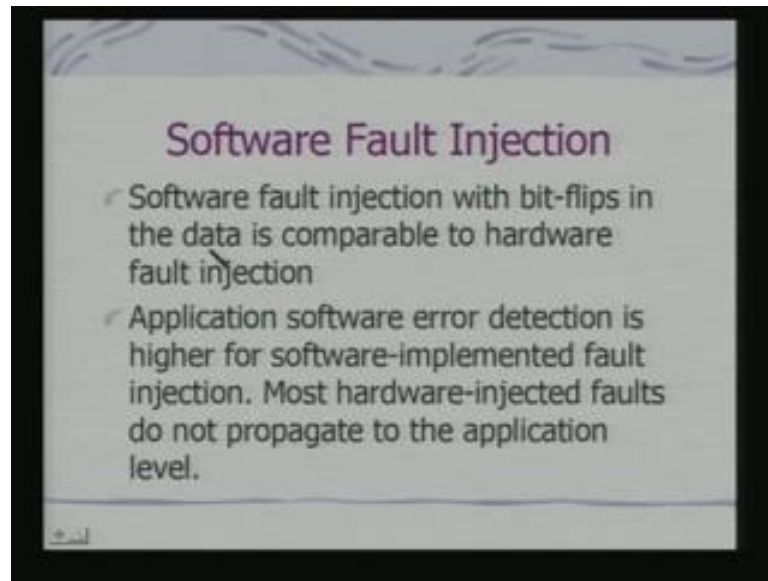 Software Fault Injection
Software fault injection with bit-flips in
the data is comparable to hardware
fault injection
Application software error detection is
higher for software-implemented fault
injection. Most hardware-injected faults
do not propagate to the application
level.